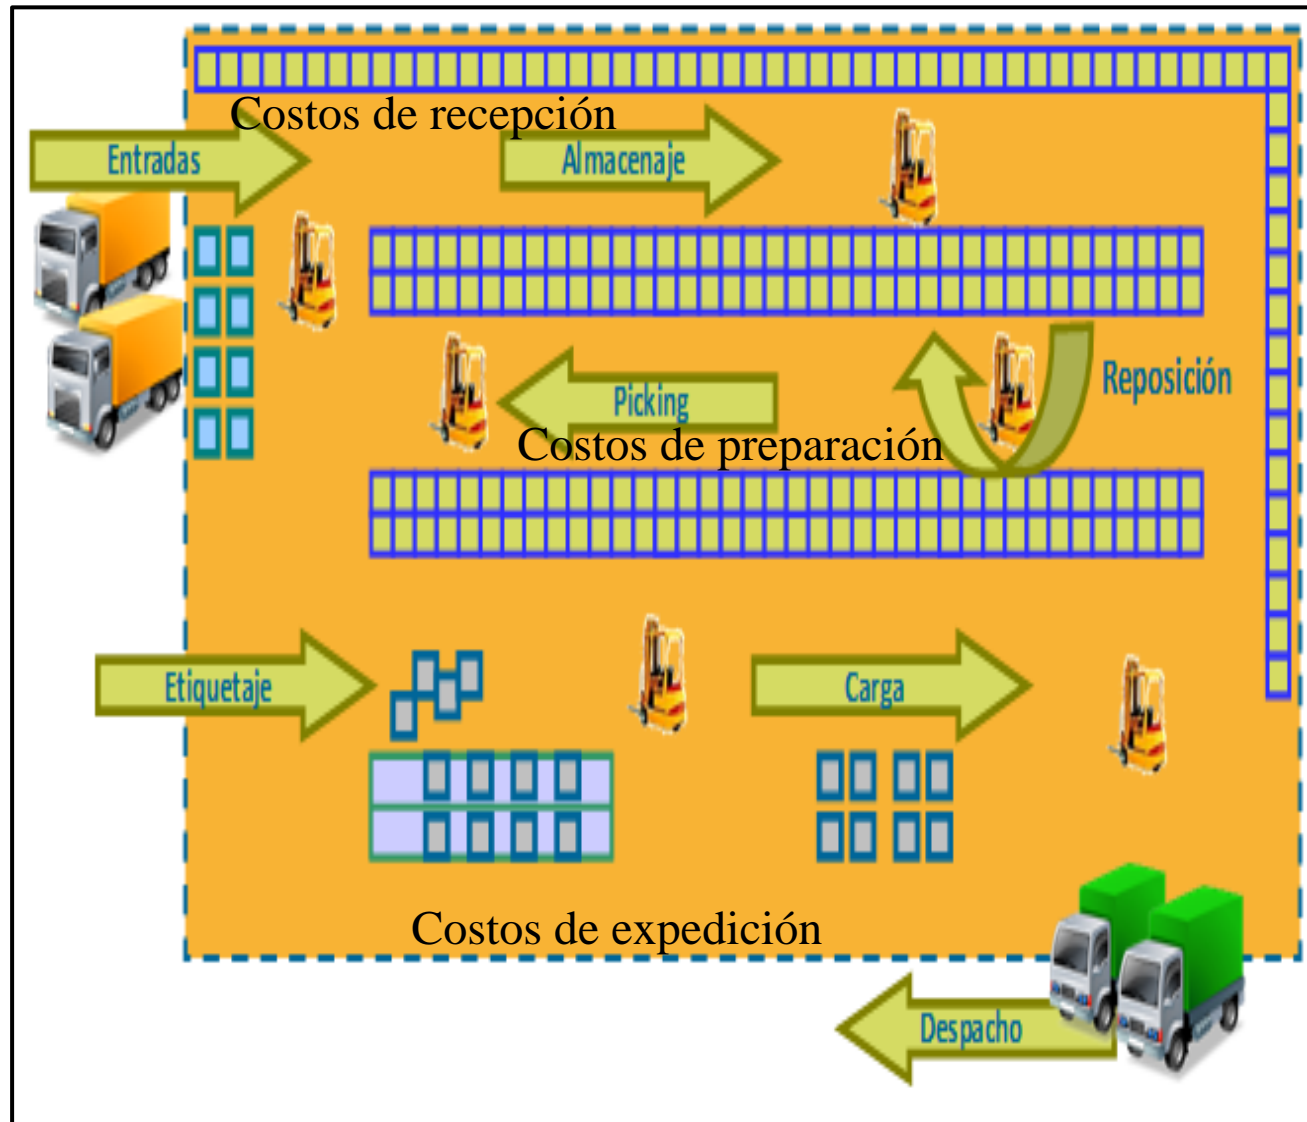 Costos de recepción
Entradas
Almacenaje
Reposición
Picking
Costos de preparación
Etiquetaje
Carga
Costos de expedición
Despacho